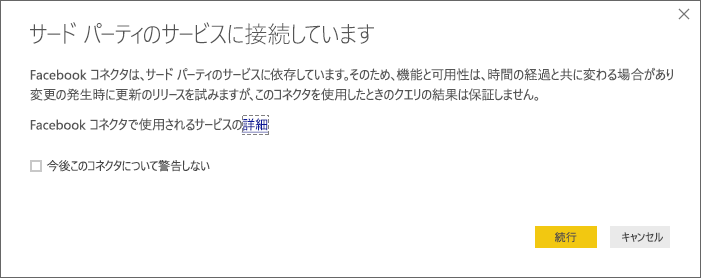 サード パーティのサービスに接続しています
Facebook コネクタは、サード パーティのサービスに依存しています。そのため、機能と可用性は、時間の経過と共に変わる場合があり
変更の発生時に更新のリリースを試みますが、このコネクタを使用したときのクエリの結果は保証しません。
Facebook コネクタで使用されるサービスの詳細
今後このコネクタについて警告しない
続行
キャンセル